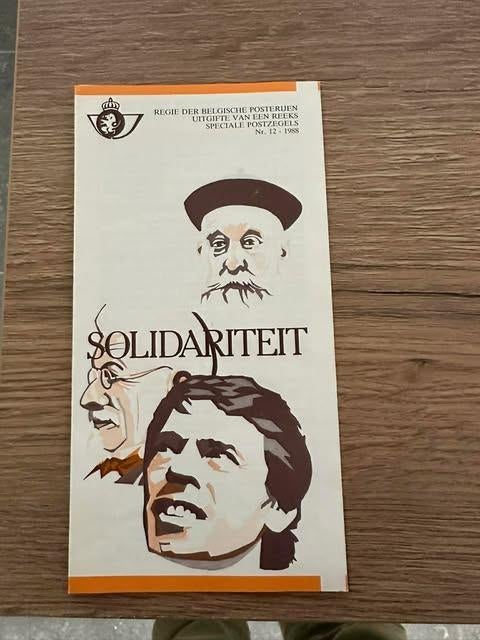 REGIE DER BELGISCHE POSTERIJEN
UITGIFTE VAN EEN REEKS
SPECIALE POSTZEGELS
Nr. 12 - 1988
SOLIDARITEIT